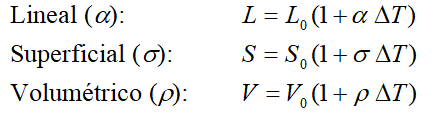 Lineal (α): L = L₀ (1 + α ΔT)
Superficial (σ): S = S₀ (1 + σ ΔT)
Volumétrico (ρ): V = V₀ (1 + ρ ΔT)